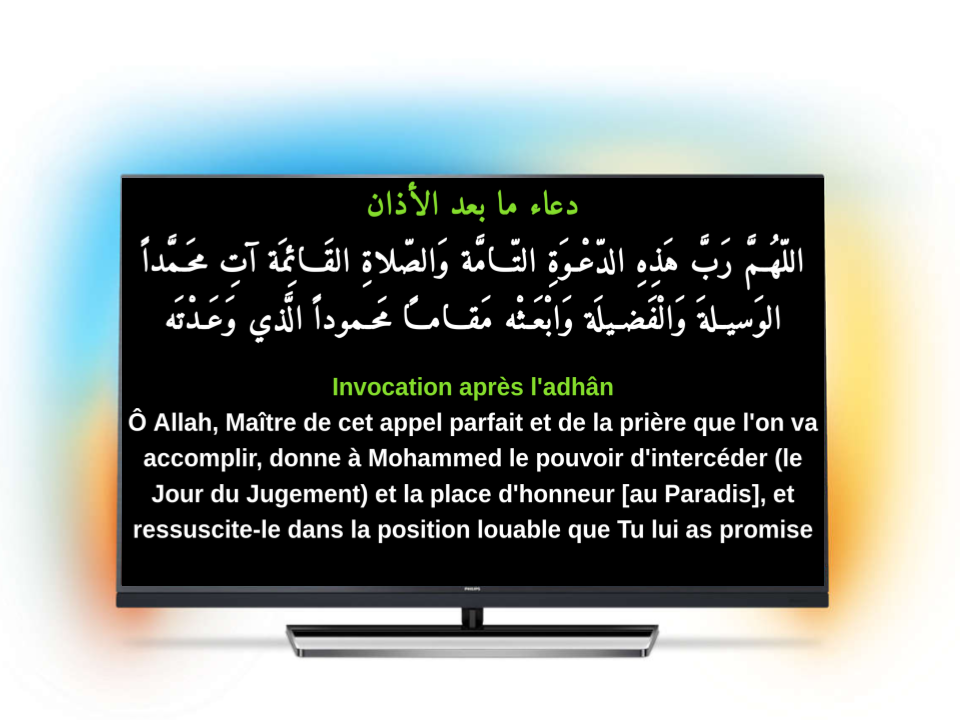 دعاء ما بعد الأذان
اللّهُـمَّ رَبَّ هَذِهِ الدّعْـوَةِ التّـامَّة وَالصّلاةِ القَـائِمَة آتِ محَـمَّداً
الوَسيـلةَ وَالْفَضـيلَة وَابْعَـثْه مَقـامـاً مَحـموداً الَّذي وَعَـدْتَه
Invocation après l'adhân
Ô Allah, Maître de cet appel parfait et de la prière que l'on va
accomplir, donne à Mohammed le pouvoir d'intercéder (le
Jour du Jugement) et la place d'honneur [au Paradis], et
ressuscite-le dans la position louable que Tu lui as promise
PHILIPS